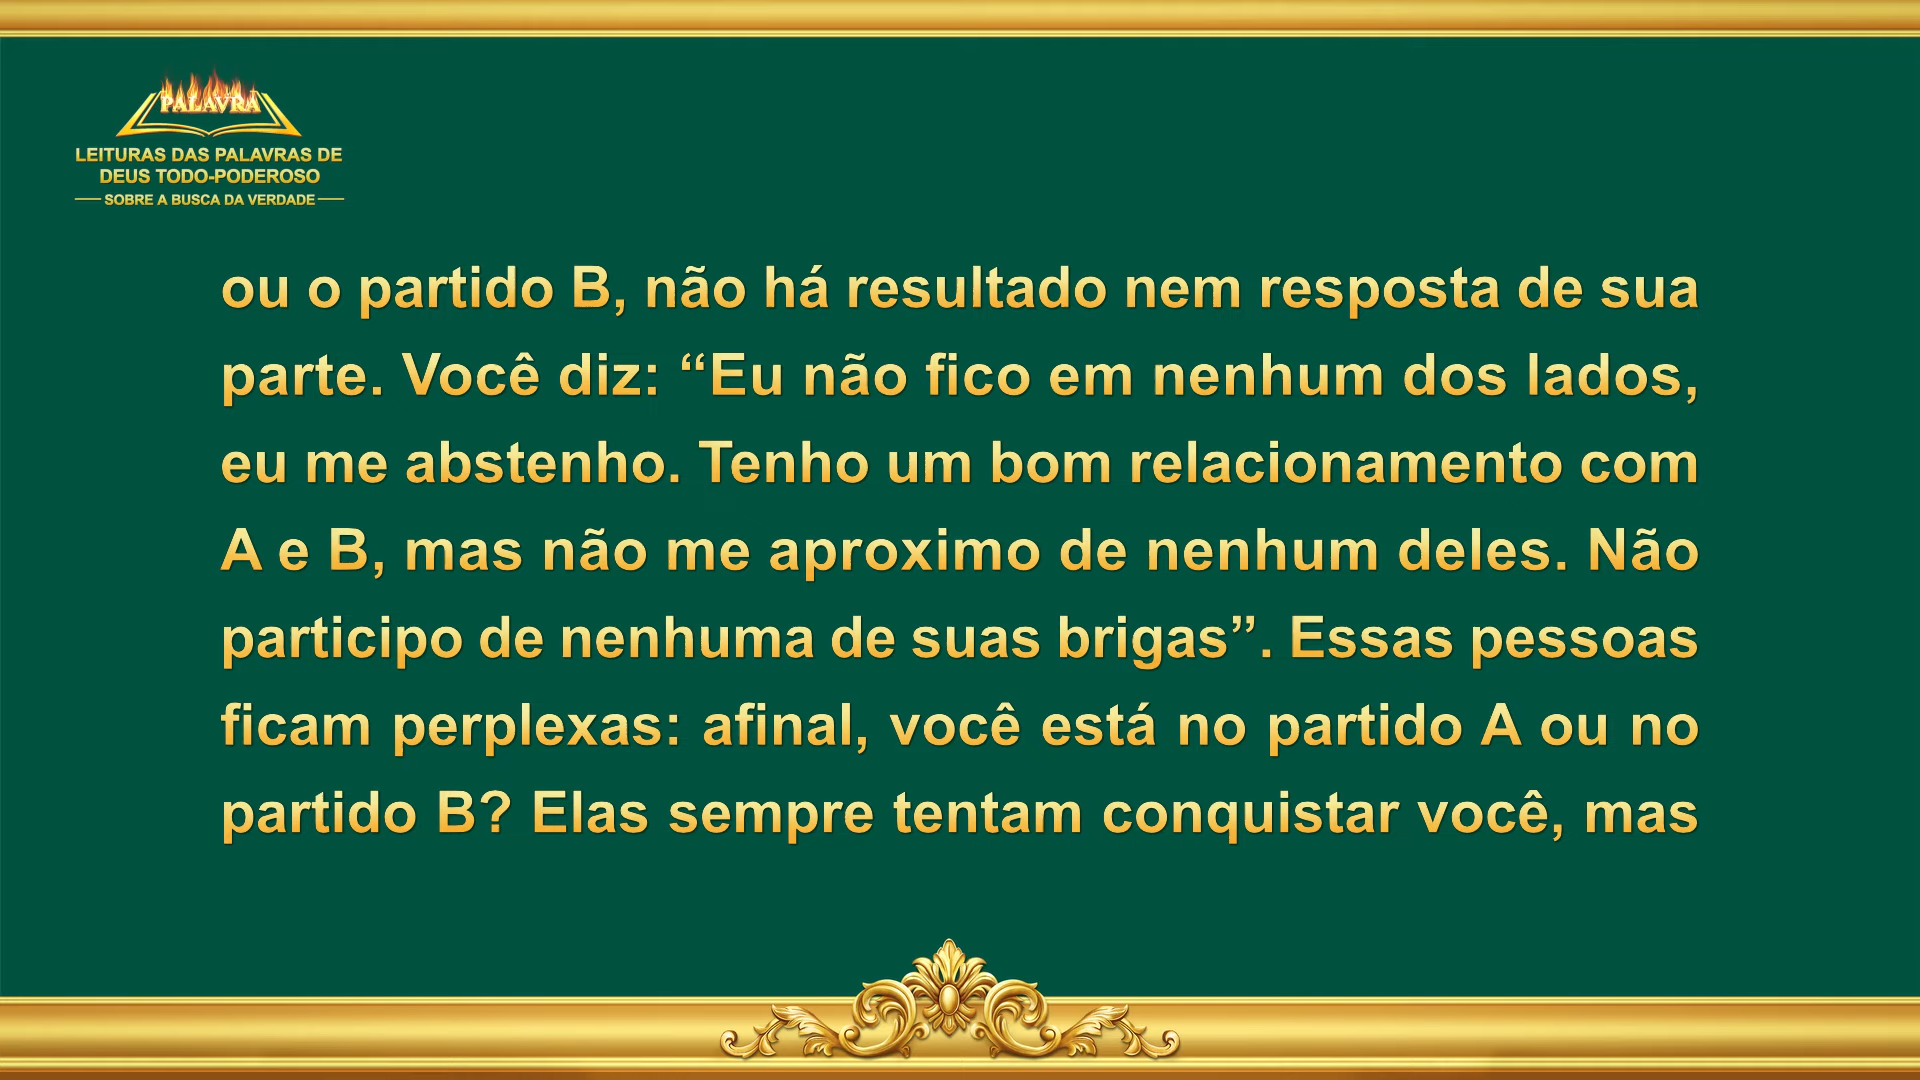 PALAVRA
LEITURAS DAS PALAVRAS DE
DEUS TODO-PODEROSO
SOBRE A BUSCA DA VERDADE
ou o partido B, não há resultado nem resposta de sua
parte. Você diz: “Eu não fico em nenhum dos lados,
eu me abstenho. Tenho um bom relacionamento com
A e B, mas não me aproximo de nenhum deles. Não
participo de nenhuma de suas brigas”. Essas pessoas
ficam perplexas: afinal, você está no partido A ou no
partido B? Elas sempre tentam conquistar você, mas